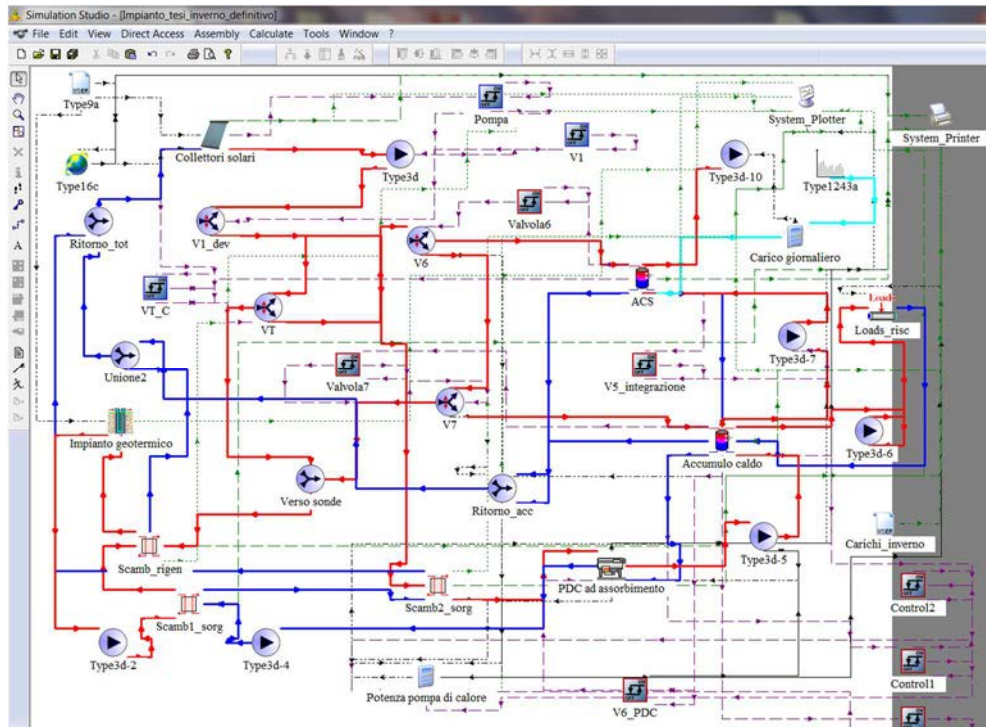 Simulation Studio - [Impianto_tesi_inverno_definitivo]
File Edit View Direct Access Assembly Calculate Tools Window ?
Type9a
Pompa
System_Plotter
System_Printer
Collettori solari
Type3d
V1
Type3d-10
Type1243a
Type16c
Ritorno_tot
V1_dev
Valvola6
V6
Carico giornaliero
VT_C
VT
ACS
Load
Loads_risc
Type3d-7
Unione2
Valvola7
V5_integrazione
V7
Impianto geotermico
Type3d-6
Accumulo caldo
Verso sonde
Ritorno_acc
Carichi_inverno
Type3d-5
Scamb_rigen
PDC ad assorbimento
Scamb2_sorg
Control2
Scamb1_sorg
Type3d-2
Type3d-4
Control1
Potenza pompa di calore
V6_PDC